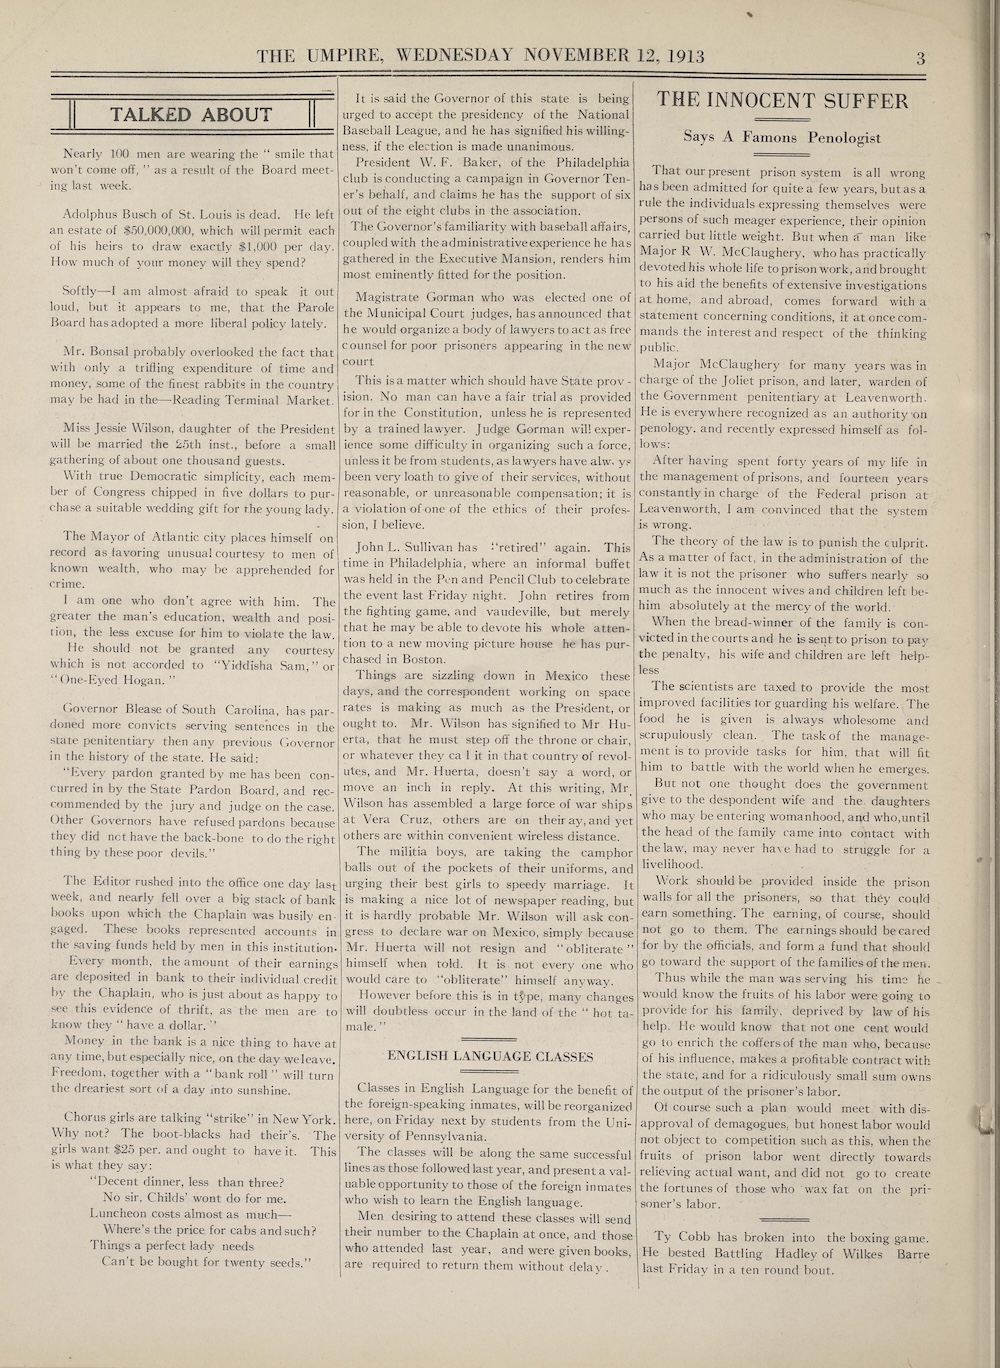 THE UMPIRE, WEDNESDAY NOVEMBER 12, 1913
3
TALKED ABOUT
Nearly 100 men are wearing the " smile that
won't come off, " as a result of the Board meet-
ing last week.
Adolphus Busch of St. Louis is dead. He left
an estate of $50,000,000, which will permit each
of his heirs to draw exactly $1,000 per day.
How much of your money will they spend?
Softly—I am almost afraid to speak it out
loud, but it appears to me, that the Parole
Board has adopted a more liberal policy lately.
Mr. Bonsal probably overlooked the fact that
with only a trifling expenditure of time and
money, some of the finest rabbits in the country
may be had in the—Reading Terminal Market.
Miss Jessie Wilson, daughter of the President
will be married the 25th inst., before a small
gathering of about one thousand guests.
With true Democratic simplicity, each mem-
ber of Congress chipped in five dollars to pur-
chase a suitable wedding gift for the young lady.
The Mayor of Atlantic city places himself on
record as favoring unusual courtesy to men of
known wealth, who may be apprehended for
crime.
I am one who don't agree with him. The
greater the man's education, wealth and posi-
tion, the less excuse for him to violate the law.
He should not be granted any courtesy
which is not accorded to "Yiddisha Sam," or
"One-Eyed Hogan. "
Governor Blease of South Carolina, has par-
doned more convicts serving sentences in the
state penitentiary then any previous Governor
in the history of the state. He said:
"Every pardon granted by me has been con-
curred in by the State Pardon Board, and rec-
commended by the jury and judge on the case.
Other Governors have refused pardons because
they did not have the back-bone to do the right
thing by these poor devils."
The Editor rushed into the office one day last
week, and nearly fell over a big stack of bank
books upon which the Chaplain was busily en
gaged. These books represented accounts in
the saving funds held by men in this institution.
Every month, the amount of their earnings
are deposited in bank to their individual credit
by the Chaplain, who is just about as happy to
see this evidence of thrift, as the men are to
know they " have a dollar. "
Money in the bank is a nice thing to have at
any time, but especially nice, on the day we leave.
Freedom, together with a " bank roll " will turn
the dreariest sort of a day into sunshine.
Chorus girls are talking "strike" in New York.
Why not? The boot-blacks had their's. The
girls want $25 per. and ought to have it. This
is what they say:
"Decent dinner, less than three?
No sir, Childs' wont do for me.
Luncheon costs almost as much—
Where's the price for cabs and such?
Things a perfect lady needs
Can't be bought for twenty seeds."
It is said the Governor of this state is being
urged to accept the presidency of the National
Baseball League, and he has signified his willing-
ness, if the election is made unanimous.
President W. F. Baker, of the Philadelphia
club is conducting a campaign in Governor Ten-
er's behalf, and claims he has the support of six
out of the eight clubs in the association.
The Governor's familiarity with baseball affairs,
coupled with the administrative experience he has
gathered in the Executive Mansion, renders him
most eminently fitted for the position.
Magistrate Gorman who was elected one of
the Municipal Court judges, has announced that
he would organize a body of lawyers to act as free
counsel for poor prisoners appearing in the new
court
This is a matter which should have State prov -
ision. No man can have a fair trial as provided
for in the Constitution, unless he is represented
by a trained lawyer. Judge Gorman will exper-
ience some difficulty in organizing such a force,
unless it be from students, as lawyers have alw. ys
been very loath to give of their services, without
reasonable, or unreasonable compensation; it is
a violation of one of the ethics of their profes-
sion, I believe.
John L. Sullivan has "retired" again. This
time in Philadelphia, where an informal buffet
was held in the Pen and Pencil Club to celebrate
the event last Friday night. John retires from
the fighting game, and vaudeville, but merely
that he may be able to devote his whole atten-
tion to a new moving picture house he has pur-
chased in Boston.
Things are sizzling down in Mexico these
days, and the correspondent working on space
rates is making as much as the President, or
ought to. Mr. Wilson has signified to Mr Hu-
erta, that he must step off the throne or chair,
or whatever they ca l it in that country of revol-
utes, and Mr. Huerta, doesn't say a word, or
move an inch in reply. At this writing, Mr.
Wilson has assembled a large force of war ships
at Vera Cruz, others are on their ay, and yet
others are within convenient wireless distance.
The militia boys, are taking the camphor
balls out of the pockets of their uniforms, and
urging their best girls to speedy marriage. It
is making a nice lot of newspaper reading, but
it is hardly probable Mr. Wilson will ask con-
gress to declare war on Mexico, simply because
Mr. Huerta will not resign and " obliterate "
himself when told. It is not every one who
would care to "obliterate" himself anyway.
However before this is in type, many changes
will doubtless occur in the land of the " hot ta-
male. "
ENGLISH LANGUAGE CLASSES
Classes in English Language for the benefit of
the foreign-speaking inmates, will be reorganized
here, on Friday next by students from the Uni-
versity of Pennsylvania.
The classes will be along the same successful
lines as those followed last year, and present a val-
uable opportunity to those of the foreign inmates
who wish to learn the English language.
Men desiring to attend these classes will send
their number to the Chaplain at once, and those
who attended last year, and were given books,
are required to return them without delay.
THE INNOCENT SUFFER
Says A Famons Penologist
That our present prison system is all wrong
has been admitted for quite a few years, but as a
rule the individuals expressing themselves were
persons of such meager experience, their opinion
carried but little weight. But when a man like
Major R W. McClaughery, who has practically
devoted his whole life to prison work, and brought
to his aid the benefits of extensive investigations
at home, and abroad, comes forward with a
statement concerning conditions, it at once com-
mands the interest and respect of the thinking
public.
Major McClaughery for many years was in
charge of the Joliet prison, and later, warden of
the Government penitentiary at Leavenworth.
He is everywhere recognized as an authority on
penology. and recently expressed himself as fol-
lows:
After having spent forty years of my life in
the management of prisons, and fourteen years
constantly in charge of the Federal prison at
Leavenworth, I am convinced that the system
is wrong.
The theory of the law is to punish the culprit.
As a matter of fact, in the administration of the
law it is not the prisoner who suffers nearly so
much as the innocent wives and children left be-
him absolutely at the mercy of the world.
When the bread-winner of the family is con-
victed in the courts and he is sent to prison to pay
the penalty, his wife and children are left help-
less
The scientists are taxed to provide the most
improved facilities for guarding his welfare. The
food he is given is always wholesome and
scrupulously clean. The task of the manage-
ment is to provide tasks for him, that will fit
him to battle with the world when he emerges.
But not one thought does the government
give to the despondent wife and the daughters
who may be entering womanhood, and who, until
the head of the family came into contact with
the law, may never have had to struggle for a
livelihood.
Work should be provided inside the prison
walls for all the prisoners, so that they could
earn something. The earning, of course, should
not go to them. The earnings should be cared
for by the officials, and form a fund that should
go toward the support of the families of the men.
Thus while the man was serving his time he
would know the fruits of his labor were going to
provide for his family, deprived by law of his
help. He would know that not one cent would
go to enrich the coffers of the man who, because
of his influence, makes a profitable contract with
the state, and for a ridiculously small sum owns
the output of the prisoner's labor.
Of course such a plan would meet with dis-
approval of demagogues, but honest labor would
not object to competition such as this, when the
fruits of prison labor went directly towards
relieving actual want, and did not go to create
the fortunes of those who wax fat on the pri-
soner's labor.
Ty Cobb has broken into the boxing game.
He bested Battling Hadley of Wilkes Barre
last Friday in a ten round bout.